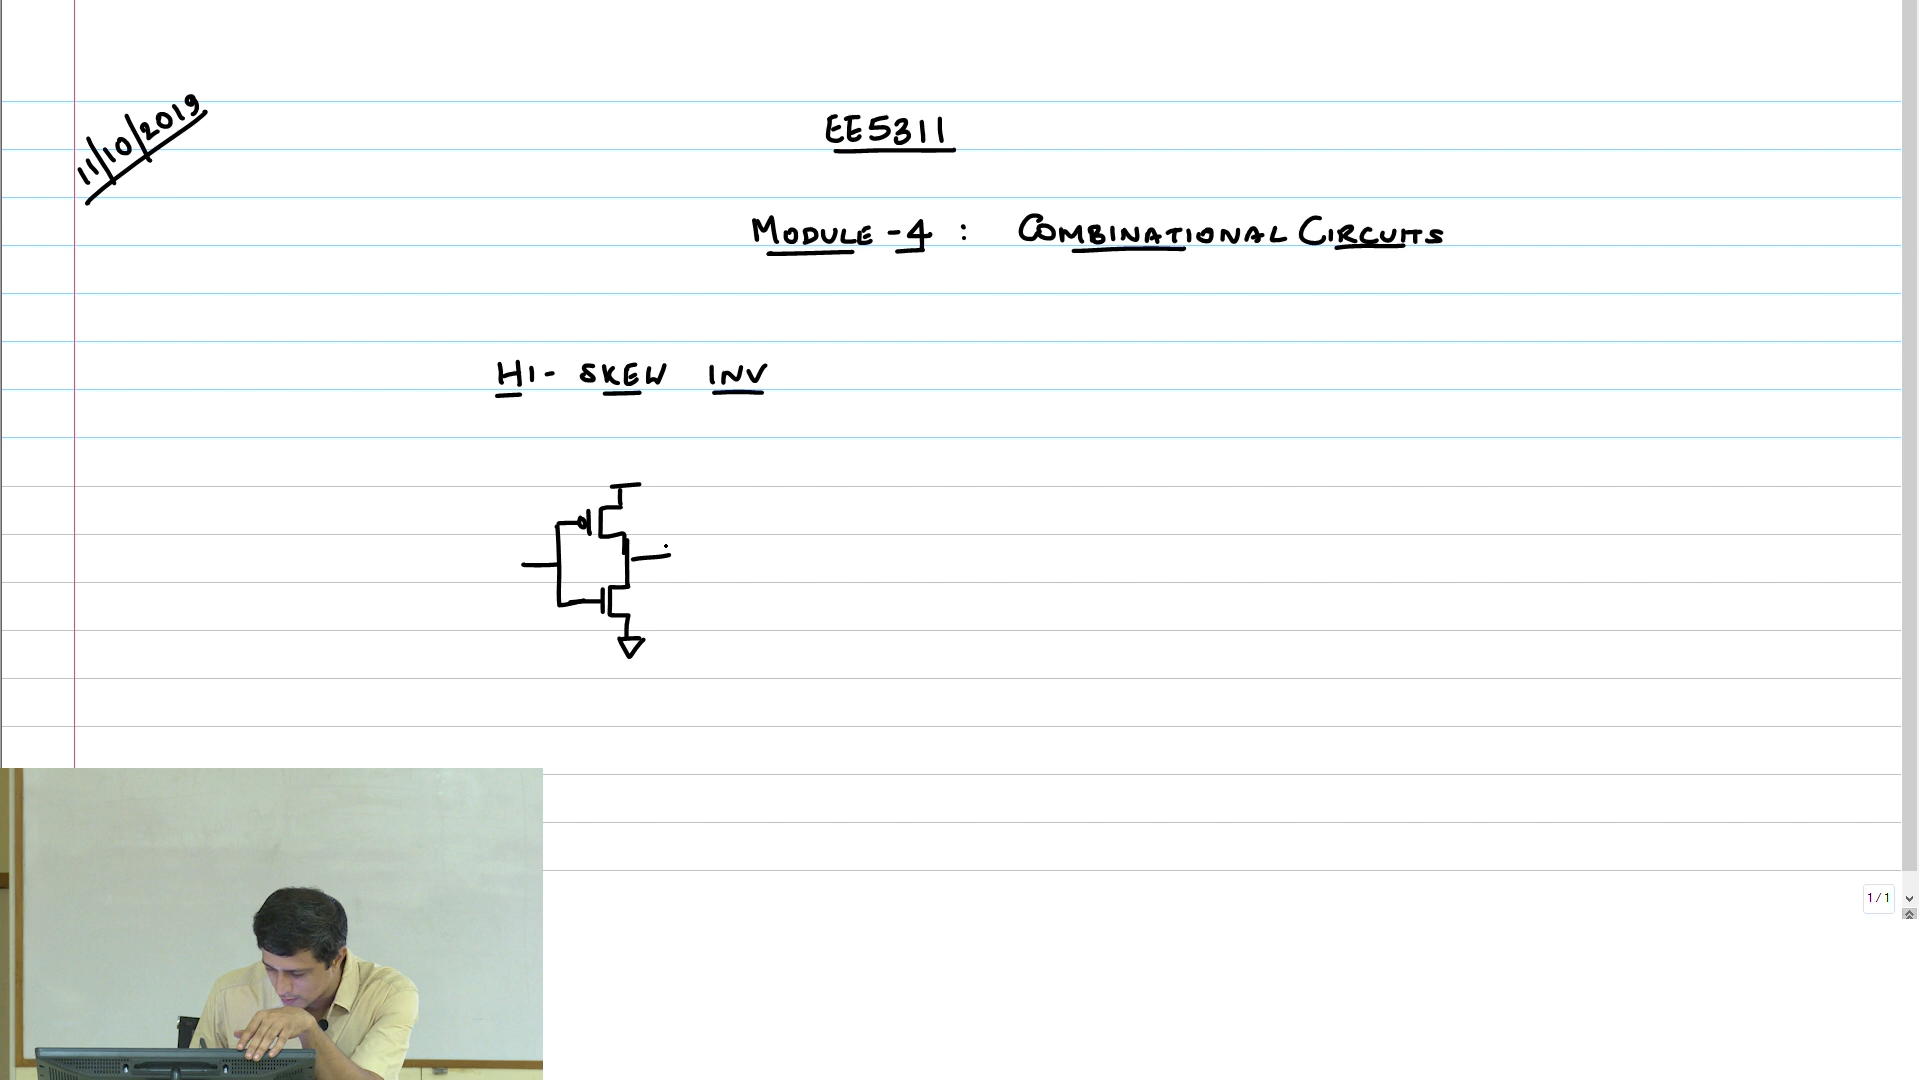 11/10/2019
EE5311
MODULE - 4 : COMBINATIONAL CIRCUITS
HI- SKEW INV
1 / 1